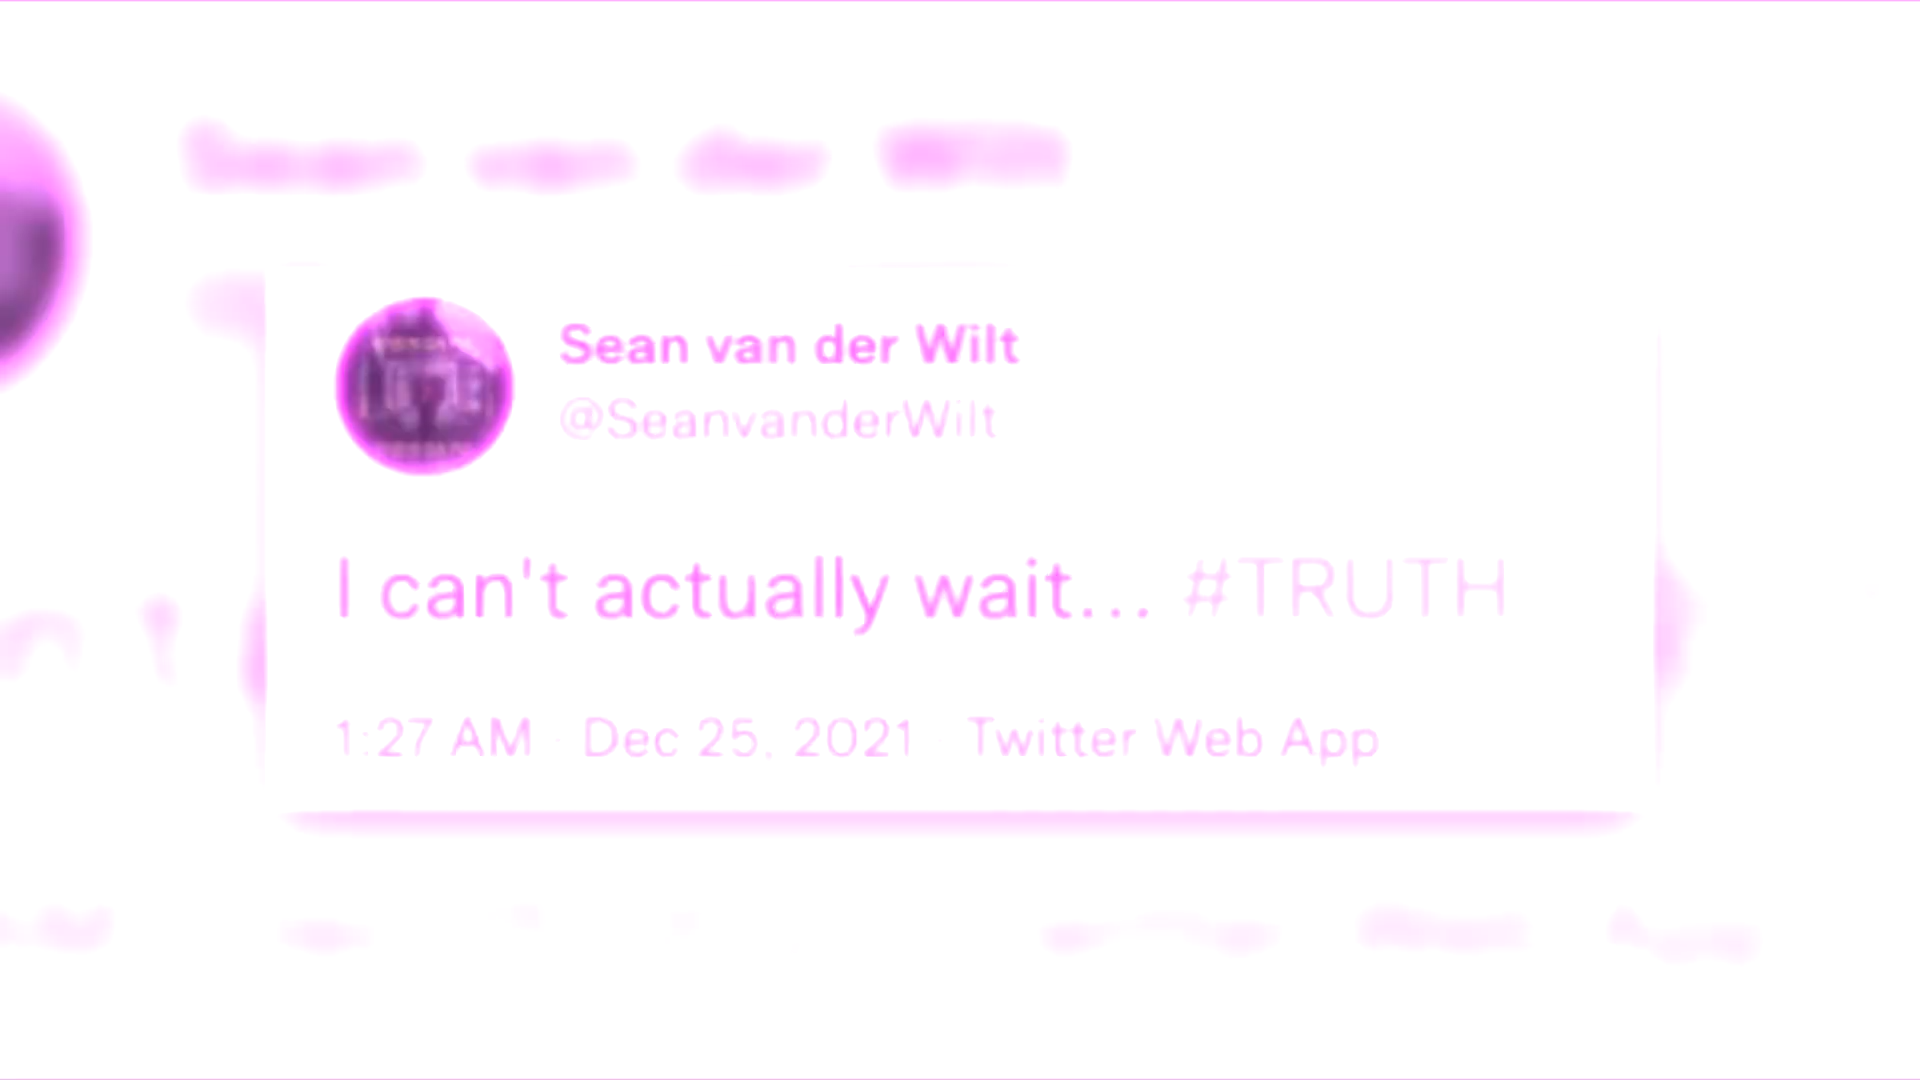 Sean van der Wilt
@SeanvanderWilt
I can't actually wait... #TRUTH
1:27 AM · Dec 25, 2021 · Twitter Web App